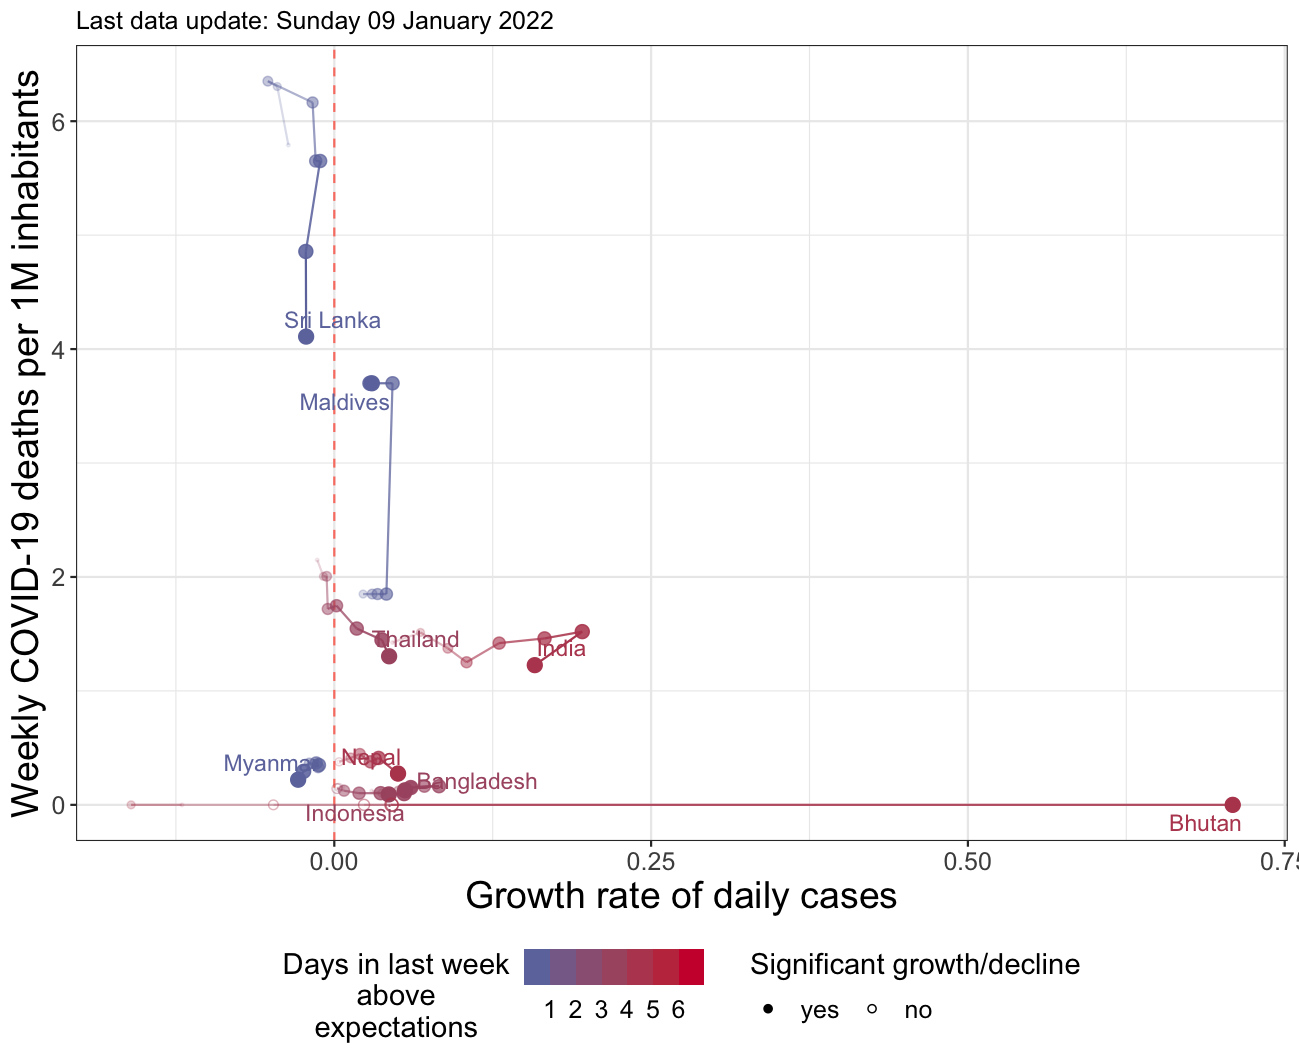 Last data update: Sunday 09 January 2022
Weekly COVID-19 deaths per 1M inhabitants
6
4
2
0
Sri Lanka
Maldives
Thailand
India
Myanmar
Nepal
Bangladesh
Indonesia
Bhutan
0.00 0.25 0.50 0.75
Growth rate of daily cases
Days in last week
above
expectations
1 2 3 4 5 6
Significant growth/decline
yes no